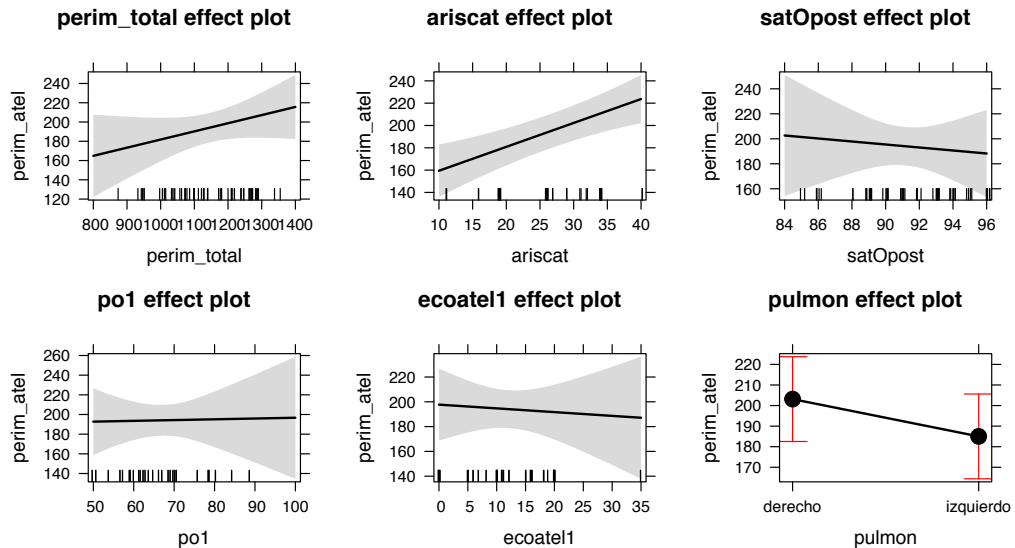 perim_total effect plot
perim_atel
240
220
200
180
160
140
120
800 900 1000 1100 1200 1300 1400
perim_total
ariscat effect plot
perim_atel
240
220
200
180
160
140
10 15 20 25 30 35 40
ariscat
satOpost effect plot
perim_atel
240
220
200
180
160
84 86 88 90 92 94 96
satOpost
po1 effect plot
perim_atel
260
240
220
200
180
160
140
50 60 70 80 90 100
po1
ecoatel1 effect plot
perim_atel
220
200
180
160
140
0 5 10 15 20 25 30 35
ecoatel1
pulmon effect plot
perim_atel
220
210
200
190
180
170
derecho izquierdo
pulmon